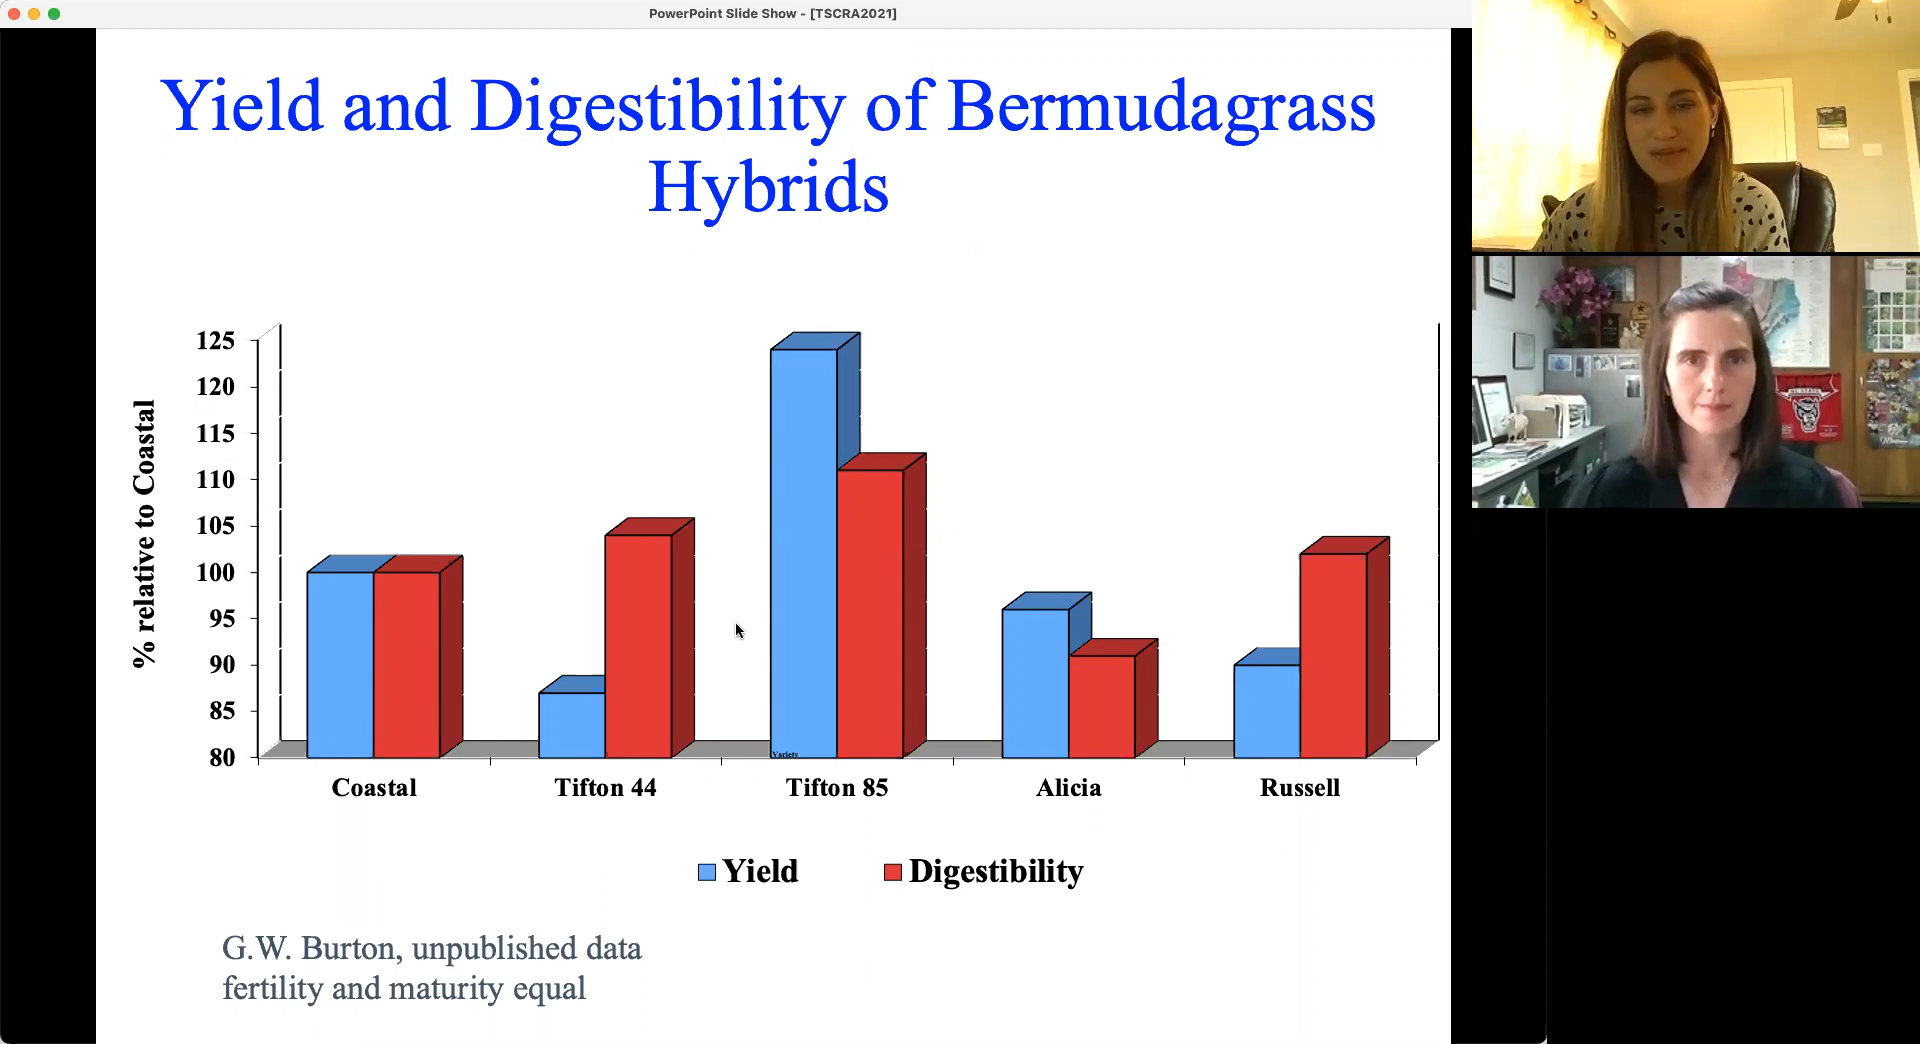 PowerPoint Slide Show - [TSCRA2021]
Yield and Digestibility of Bermudagrass
Hybrids
% relative to Coastal
125
120
115
110
105
100
95
90
85
80
Variety
Coastal
Tifton 44
Tifton 85
Alicia
Russell
Yield
Digestibility
G.W. Burton, unpublished data
fertility and maturity equal